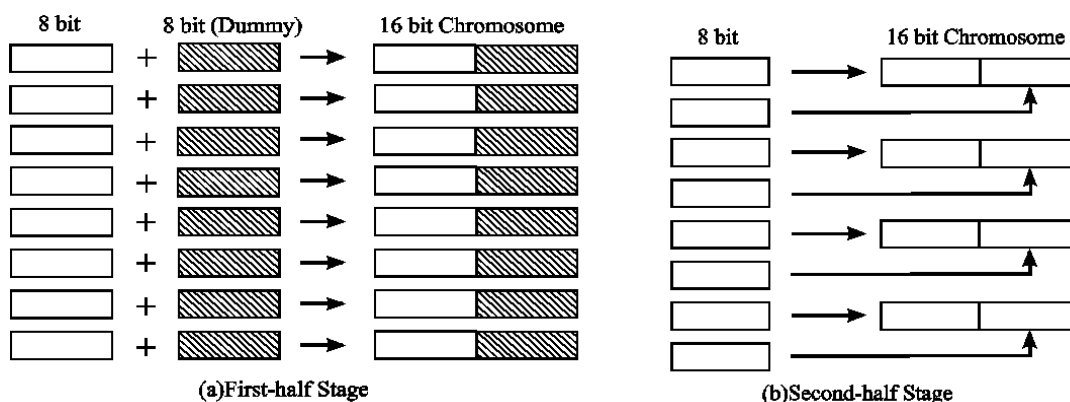 8 bit
8 bit (Dummy)
16 bit Chromosome
+
+
+
+
+
+
+
+
(a)First-half Stage
8 bit
16 bit Chromosome
(b)Second-half Stage